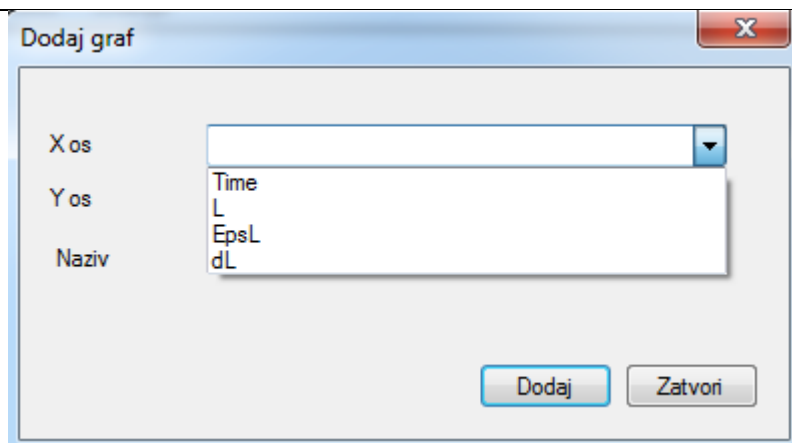 Dodaj graf
X os
Time
Y os
L
EpsL
Naziv
dL
Dodaj
Zatvori